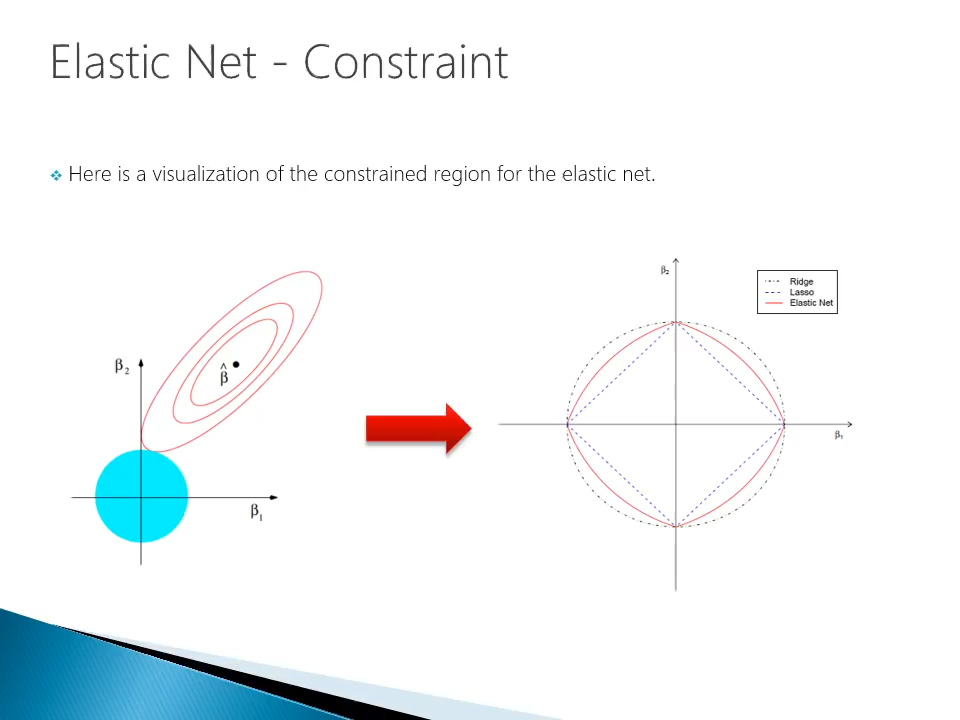 Elastic Net - Constraint
Here is a visualization of the constrained region for the elastic net.
β2
^
β
β1
β2
Ridge
Lasso
Elastic Net
β1